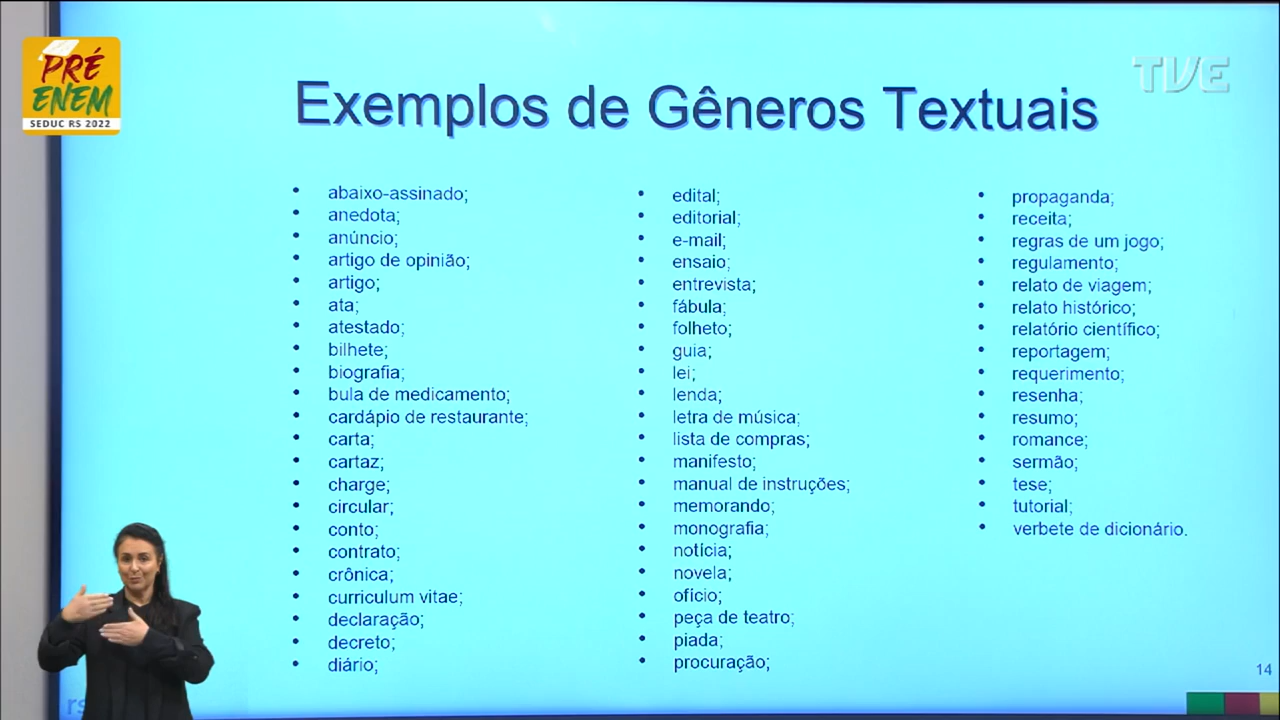 PRÉ
ENEM
SEDUC RS 2022
TVE
Exemplos de Gêneros Textuais
• abaixo-assinado;
• anedota;
• anúncio;
• artigo de opinião;
• artigo;
• ata;
• atestado;
• bilhete;
• biografia;
• bula de medicamento;
• cardápio de restaurante;
• carta;
• cartaz;
• charge;
• circular;
• conto;
• contrato;
• crônica;
• curriculum vitae;
• declaração;
• decreto;
• diário;
• edital;
• editorial;
• e-mail;
• ensaio;
• entrevista;
• fábula;
• folheto;
• guia;
• lei;
• lenda;
• letra de música;
• lista de compras;
• manifesto;
• manual de instruções;
• memorando;
• monografia;
• notícia;
• novela;
• ofício;
• peça de teatro;
• piada;
• procuração;
• propaganda;
• receita;
• regras de um jogo;
• regulamento;
• relato de viagem;
• relato histórico;
• relatório científico;
• reportagem;
• requerimento;
• resenha;
• resumo;
• romance;
• sermão;
• tese;
• tutorial;
• verbete de dicionário.
14